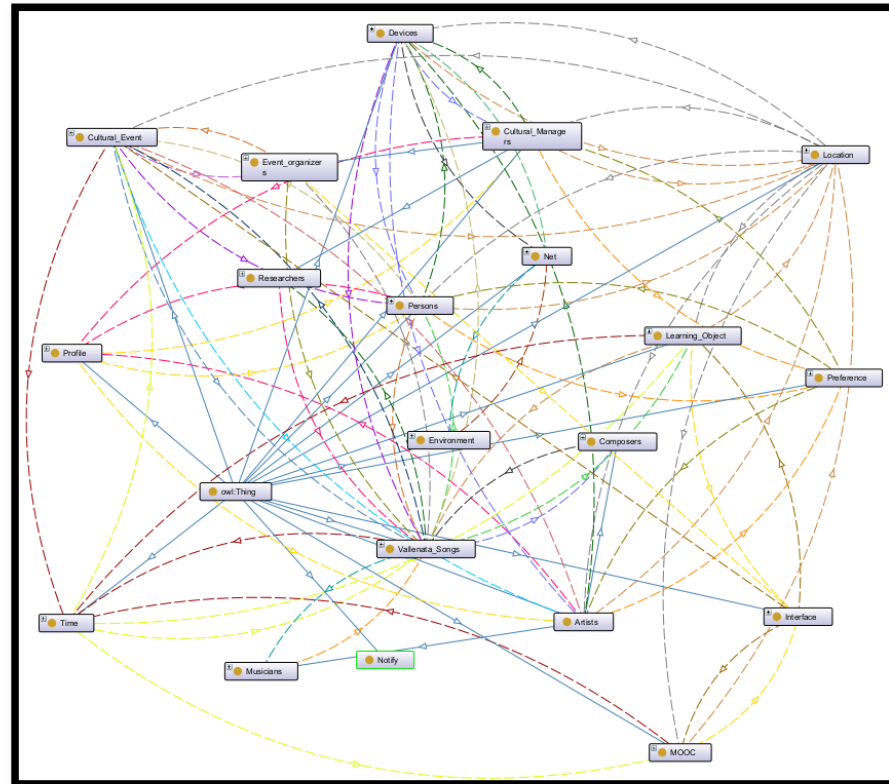 Devices
Cultural_Event
Cultural_Manage
rs
Event_organizer
s
Location
Net
Researchers
Persons
Learning_Object
Profile
Preference
Environment
Composers
owl:Thing
Vallenata_Songs
Time
Artists
Interface
Musicians
Notify
MOOC